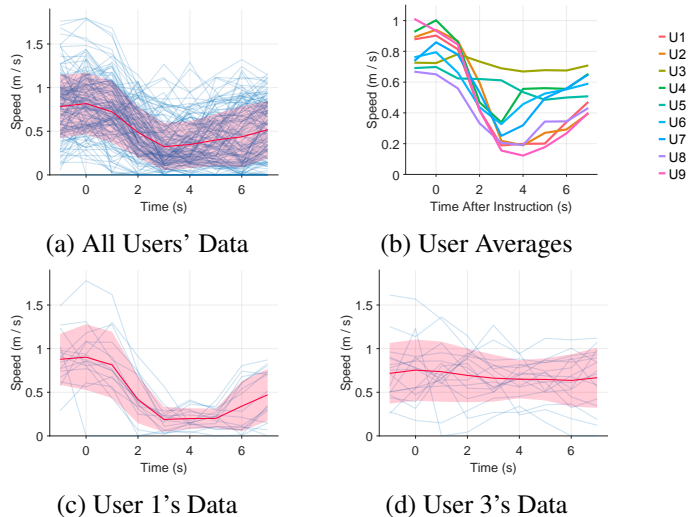 1.5
1
0.5
0
Speed (m / s)
0 2 4 6
Time (s)
(a) All Users’ Data
1
0.8
0.6
0.4
0.2
0
Speed (m / s)
0 2 4 6
Time After Instruction (s)
(b) User Averages
U1
U2
U3
U4
U5
U6
U7
U8
U9
1.5
1
0.5
0
Speed (m / s)
0 2 4 6
Time (s)
(c) User 1’s Data
1.5
1
0.5
0
Speed (m / s)
0 2 4 6
Time (s)
(d) User 3’s Data